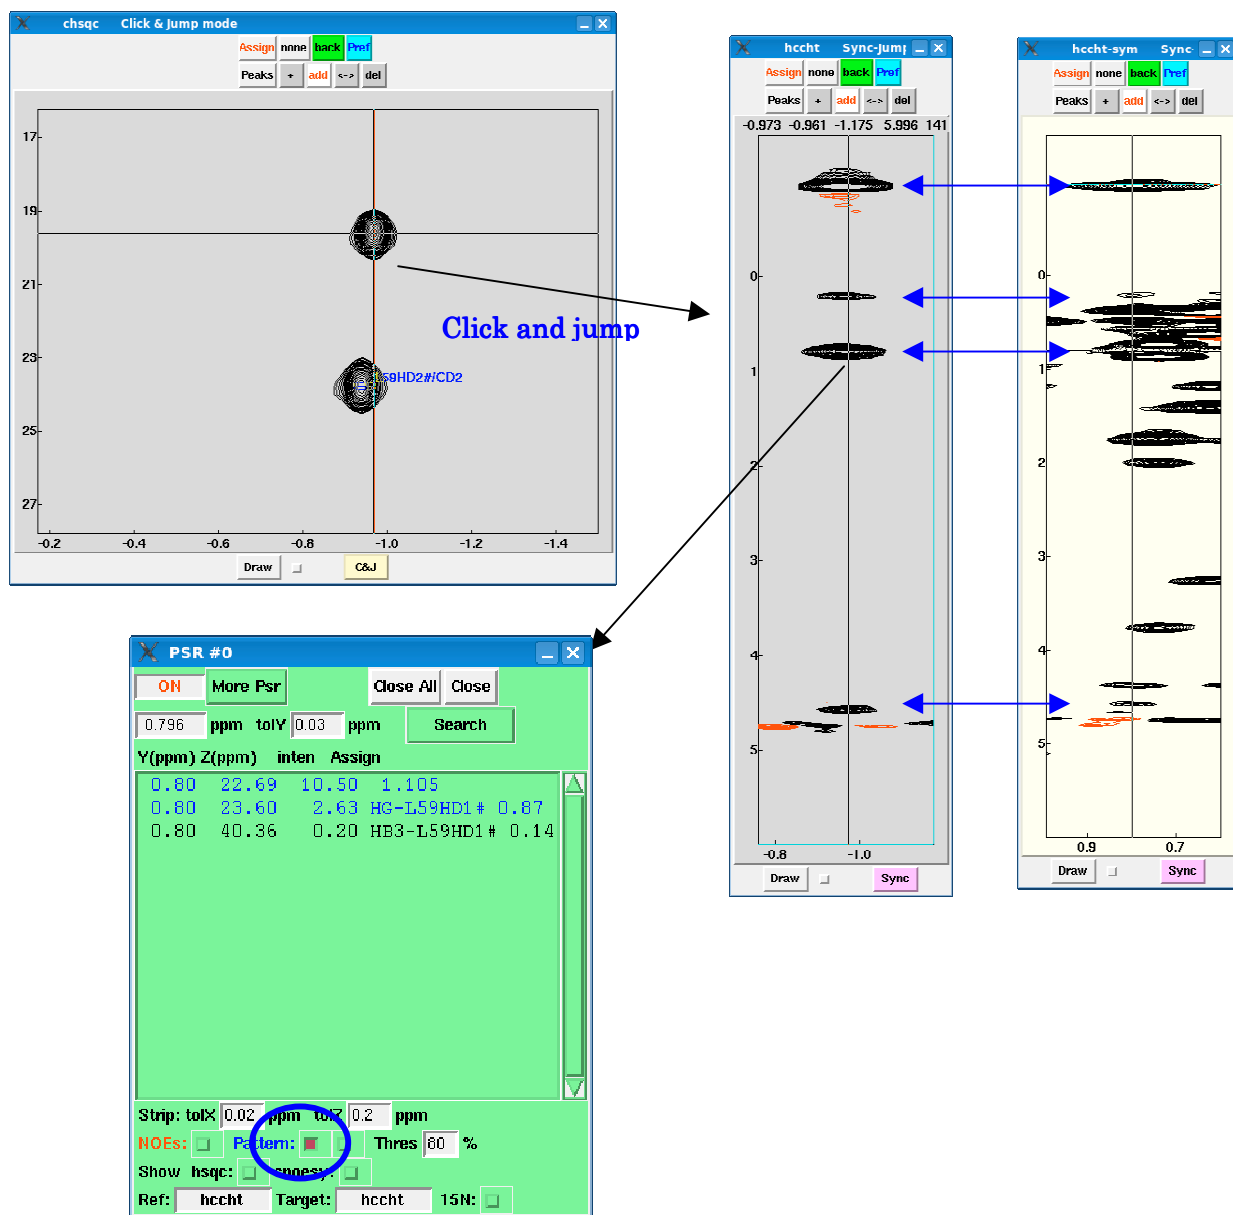 chsqc Click & Jump mode
Assign none back Pref
Peaks + add <-> del
17
19
21
23
25
27
59HD2#/CD2
-0.2 -0.4 -0.6 -0.8 -1.0 -1.2 -1.4
Draw C&J
Click and jump
hccht Sync-Jump
Assign none back Pref
Peaks + add <-> del
-0.973 -0.961 -1.175 5.996 141
0
1
2
3
4
5
-0.8 -1.0
Draw Sync
hccht-sym Sync-
Assign none back Pref
Peaks + add <-> del
0
1
2
3
4
5
0.9 0.7
Draw Sync
PSR #0
ON More Psr Close All Close
0.796 ppm tolY 0.03 ppm Search
Y(ppm) Z(ppm) inten Assign
0.80 22.69 10.50 1.105
0.80 23.60 2.63 HG-L59HD1# 0.87
0.80 40.36 0.20 HB3-L59HD1# 0.14
Strip: tolX 0.02 ppm tolZ 0.2 ppm
NOEs: Pattern: Thres 60 %
Show hsqc: snoesy:
Ref: hccht Target: hccht 15N: